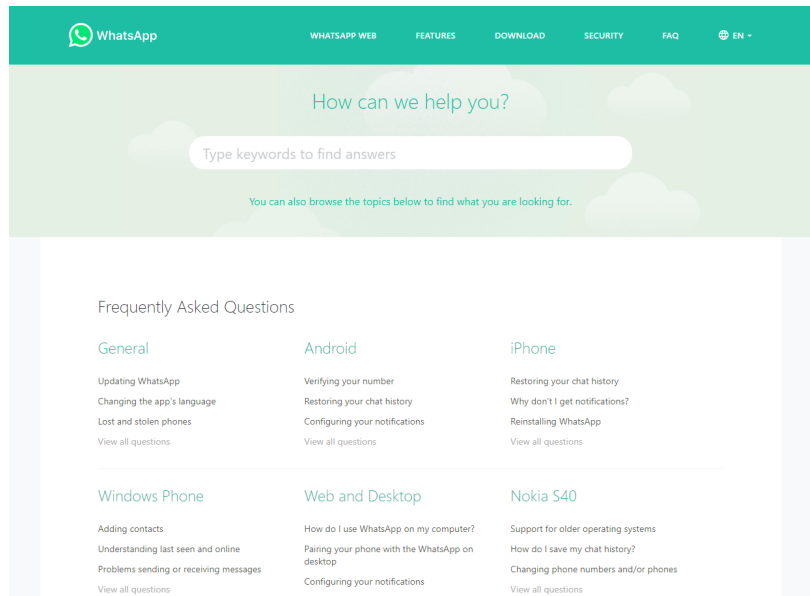 WhatsApp
WHATSAPP WEB
FEATURES
DOWNLOAD
SECURITY
FAQ
EN
How can we help you?
Type keywords to find answers
You can also browse the topics below to find what you are looking for.
Frequently Asked Questions
General
Updating WhatsApp
Changing the app's language
Lost and stolen phones
View all questions
Android
Verifying your number
Restoring your chat history
Configuring your notifications
View all questions
iPhone
Restoring your chat history
Why don't I get notifications?
Reinstalling WhatsApp
View all questions
Windows Phone
Adding contacts
Understanding last seen and online
Problems sending or receiving messages
View all questions
Web and Desktop
How do I use WhatsApp on my computer?
Pairing your phone with the WhatsApp on
desktop
Configuring your notifications
Nokia S40
Support for older operating systems
How do I save my chat history?
Changing phone numbers and/or phones
View all questions